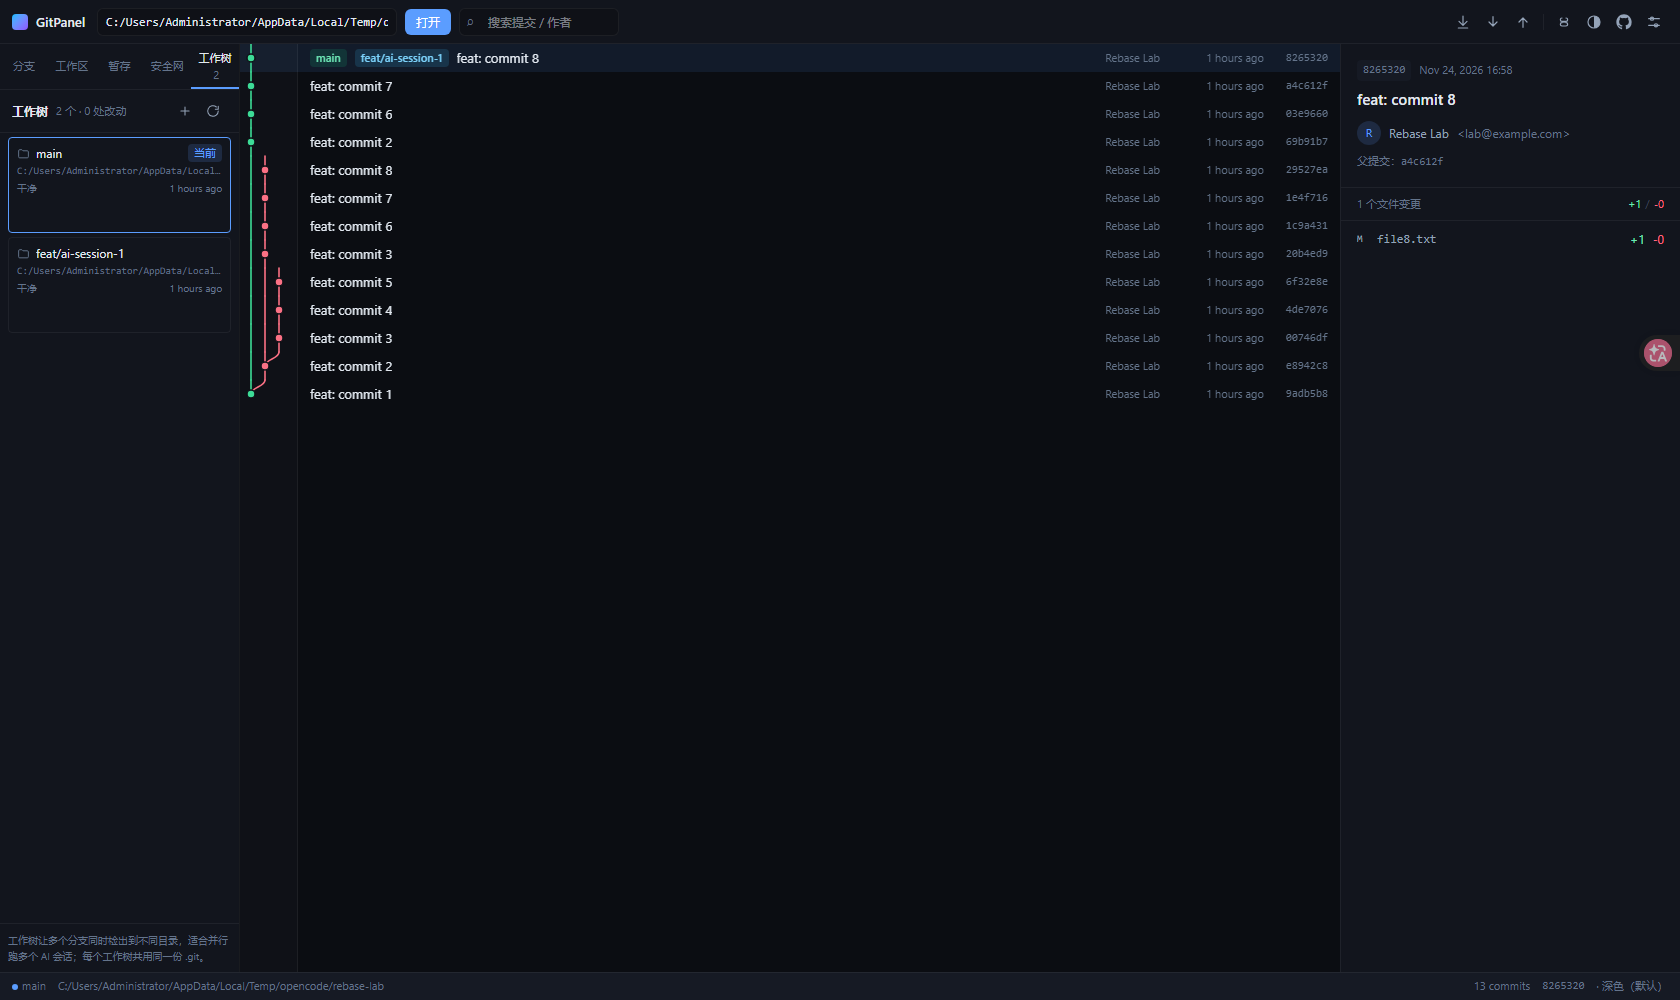 GitPanel
C:/Users/Administrator/AppData/Local/Temp/c
打开
搜索提交 / 作者
分支
工作区
暂存
安全网
工作树
2
工作树 2 个 · 0 处改动
main
当前
C:/Users/Administrator/AppData/Local…
干净
1 hours ago
feat/ai-session-1
C:/Users/Administrator/AppData/Local…
干净
1 hours ago
工作树让多个分支同时检出到不同目录，适合并行
跑多个 AI 会话；每个工作树共用同一份 .git。
main feat/ai-session-1 feat: commit 8 Rebase Lab 1 hours ago 8265320
feat: commit 7 Rebase Lab 1 hours ago a4c612f
feat: commit 6 Rebase Lab 1 hours ago 03e9660
feat: commit 2 Rebase Lab 1 hours ago 69b91b7
feat: commit 8 Rebase Lab 1 hours ago 29527ea
feat: commit 7 Rebase Lab 1 hours ago 1e4f716
feat: commit 6 Rebase Lab 1 hours ago 1c9a431
feat: commit 3 Rebase Lab 1 hours ago 20b4ed9
feat: commit 5 Rebase Lab 1 hours ago 6f32e8e
feat: commit 4 Rebase Lab 1 hours ago 4de7076
feat: commit 3 Rebase Lab 1 hours ago 00746df
feat: commit 2 Rebase Lab 1 hours ago e8942c8
feat: commit 1 Rebase Lab 1 hours ago 9adb5b8
8265320 Nov 24, 2026 16:58
feat: commit 8
R Rebase Lab <lab@example.com>
父提交: a4c612f
1 个文件变更 +1 / -0
M file8.txt +1 -0
main C:/Users/Administrator/AppData/Local/Temp/opencode/rebase-lab
13 commits 8265320 · 深色（默认）